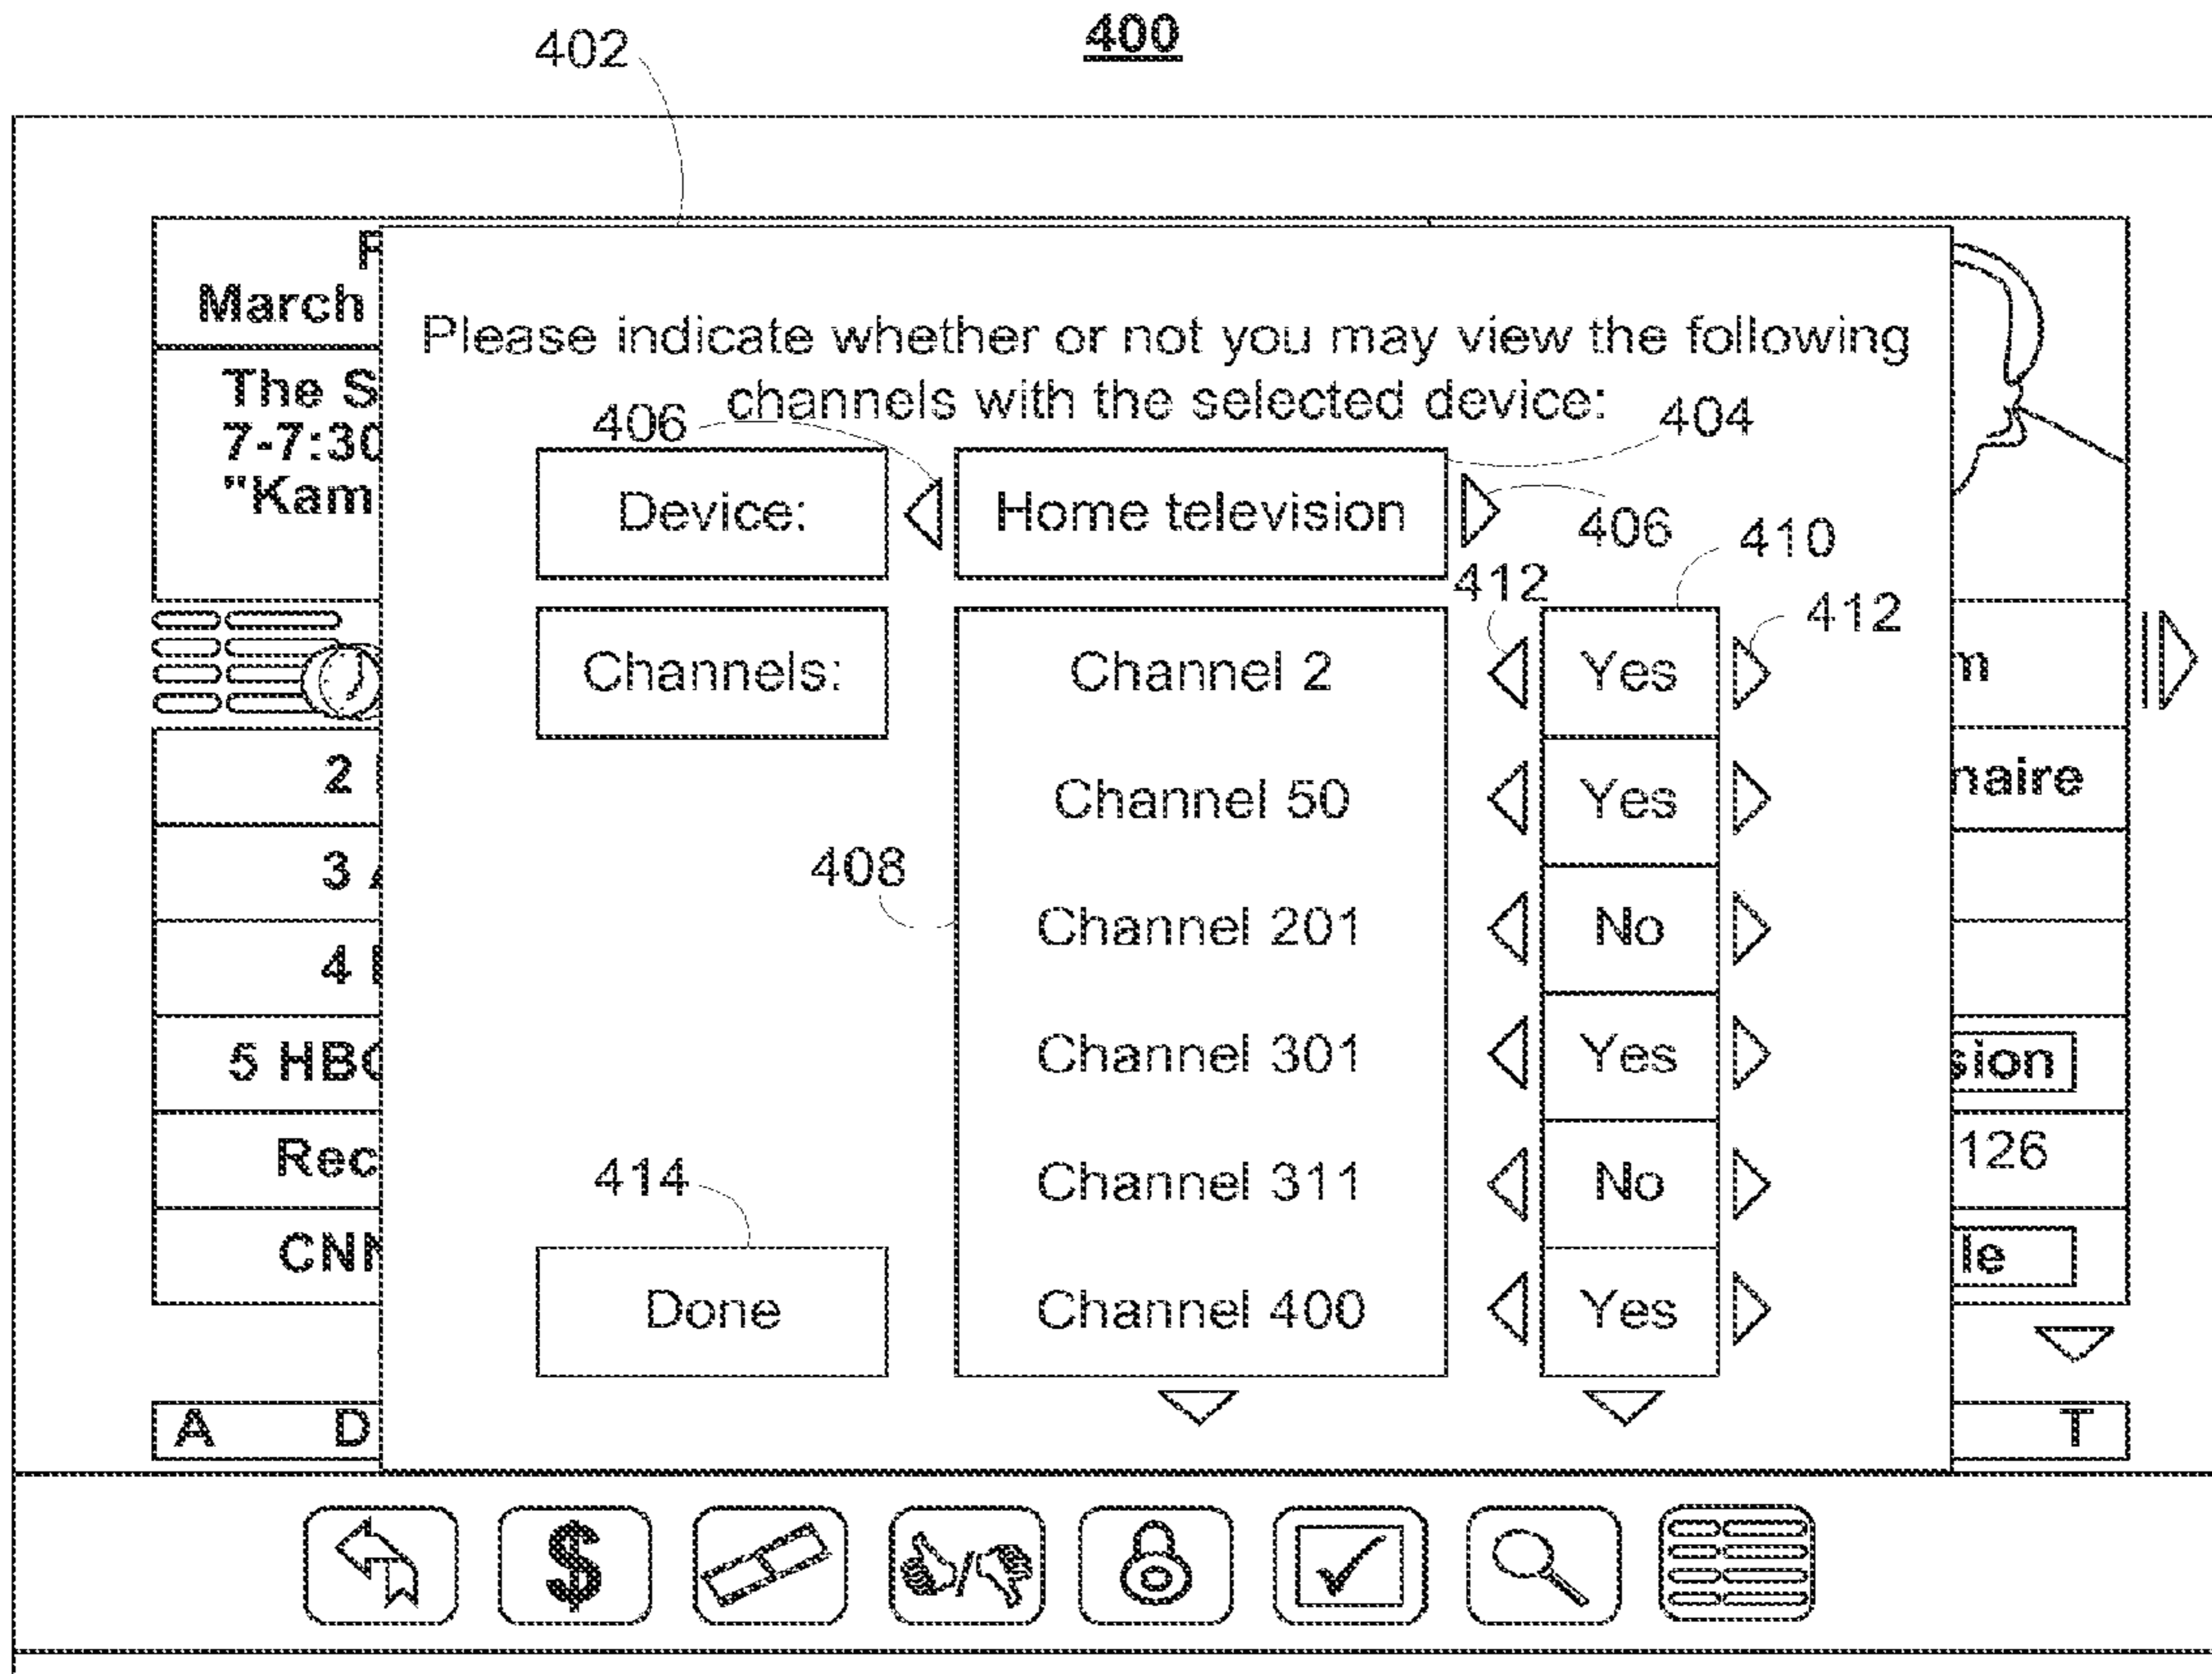 400
402
March
Please indicate whether or not you may view the following
channels with the selected device:
The S
7-7:30
"Kam
406
404
Device:
Home television
406
410
412
412
Channels:
Channel 2
Yes
m
2
Channel 50
Yes
naire
3
408
Channel 201
No
4
5 HBO
Channel 301
Yes
sion
Rec
414
Channel 311
No
126
CNN
Done
Channel 400
Yes
le
A D T
$